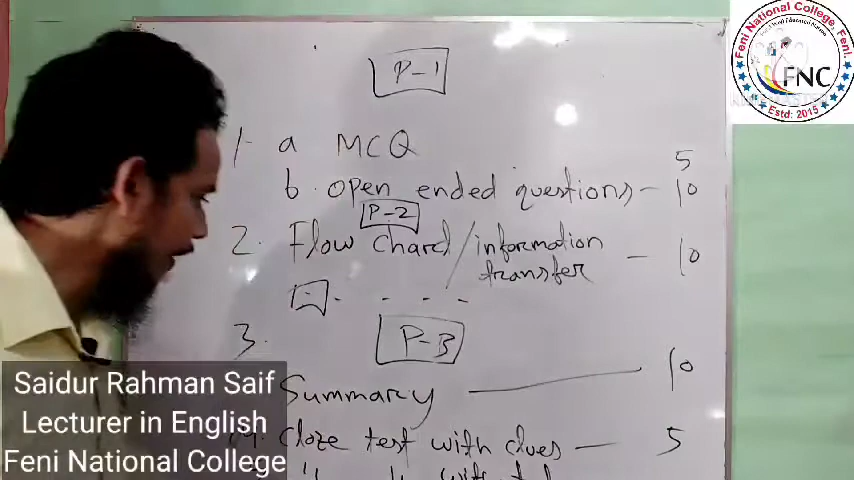 P-1
1. a MCQ 5
b. open ended questions - 10
P-2
2. Flow Chard / information transfer - 10
3.
P-3
Summary — 10
Cloze test with clues — 5
Saidur Rahman Saif
Lecturer in English
Feni National College
Feni National College, Feni.
FNC
Estd: 2015